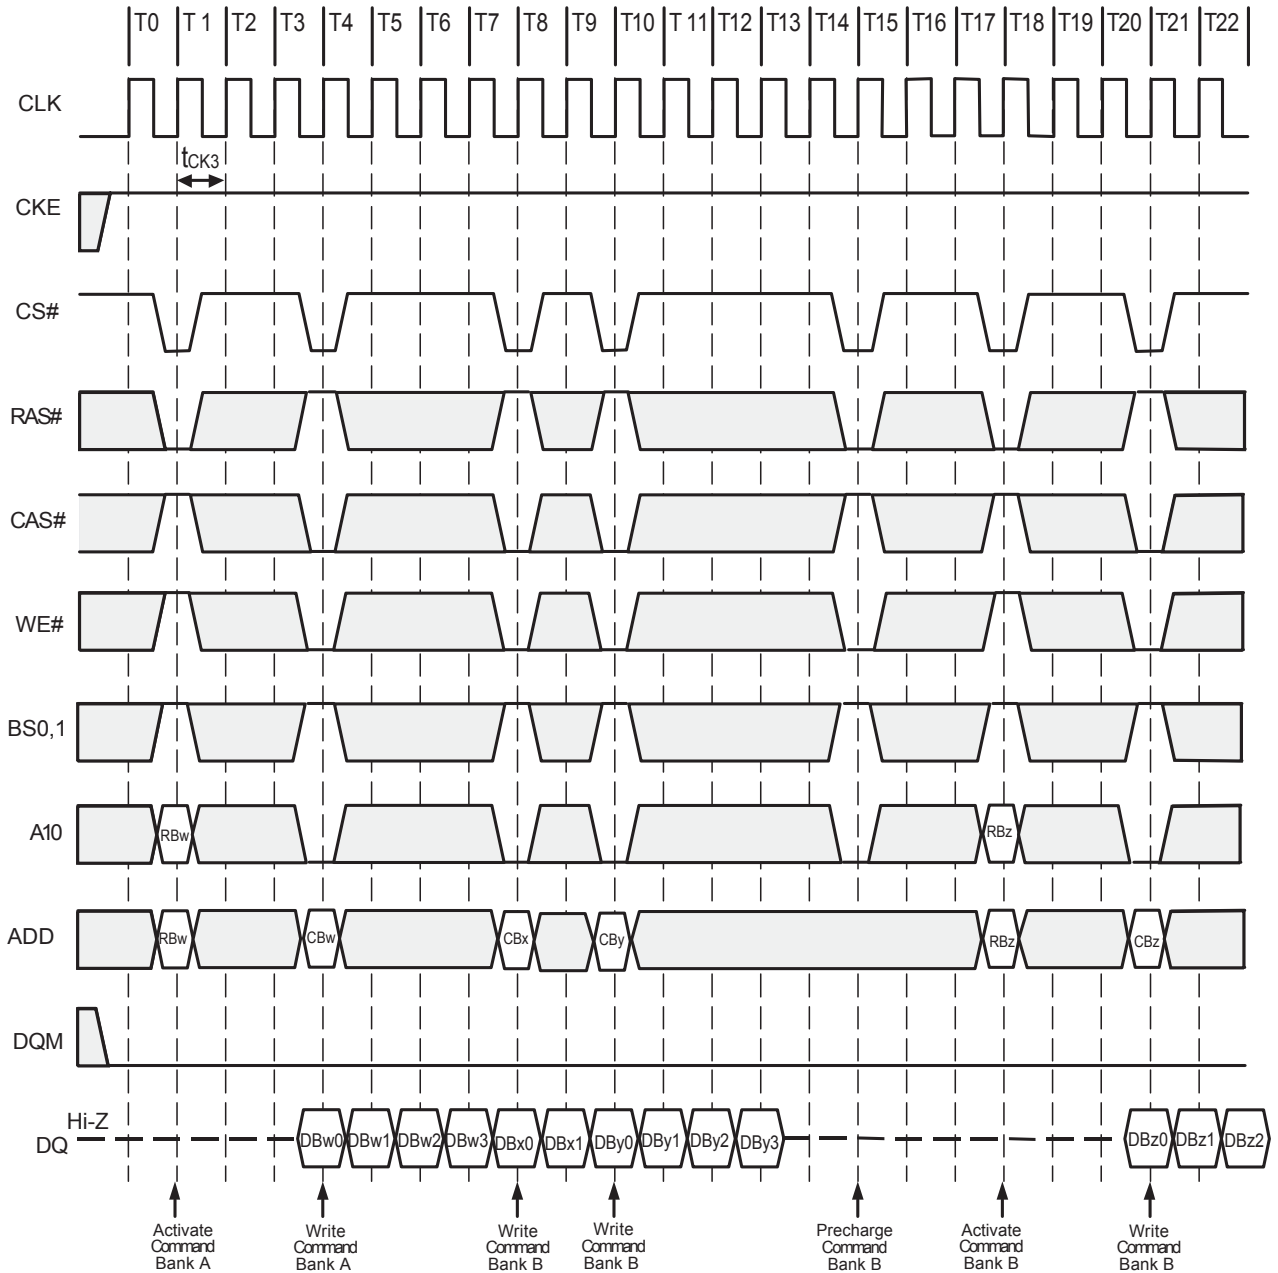 T0 T 1 T2 T3 T4 T5 T6 T7 T8 T9 T10 T 11 T12 T13 T14 T15 T16 T17 T18 T19 T20 T21 T22
CLK
tCK3
CKE
CS#
RAS#
CAS#
WE#
BS0,1
A10 RBw RBz
ADD RBw CBw CBx CBy RBz CBz
DQM
Hi-Z
DQ DBw0 DBw1 DBw2 DBw3 DBx0 DBx1 DBy0 DBy1 DBy2 DBy3 DBz0 DBz1 DBz2
Activate
Command
Bank A
Write
Command
Bank A
Write
Command
Bank B
Write
Command
Bank B
Precharge
Command
Bank B
Activate
Command
Bank B
Write
Command
Bank B